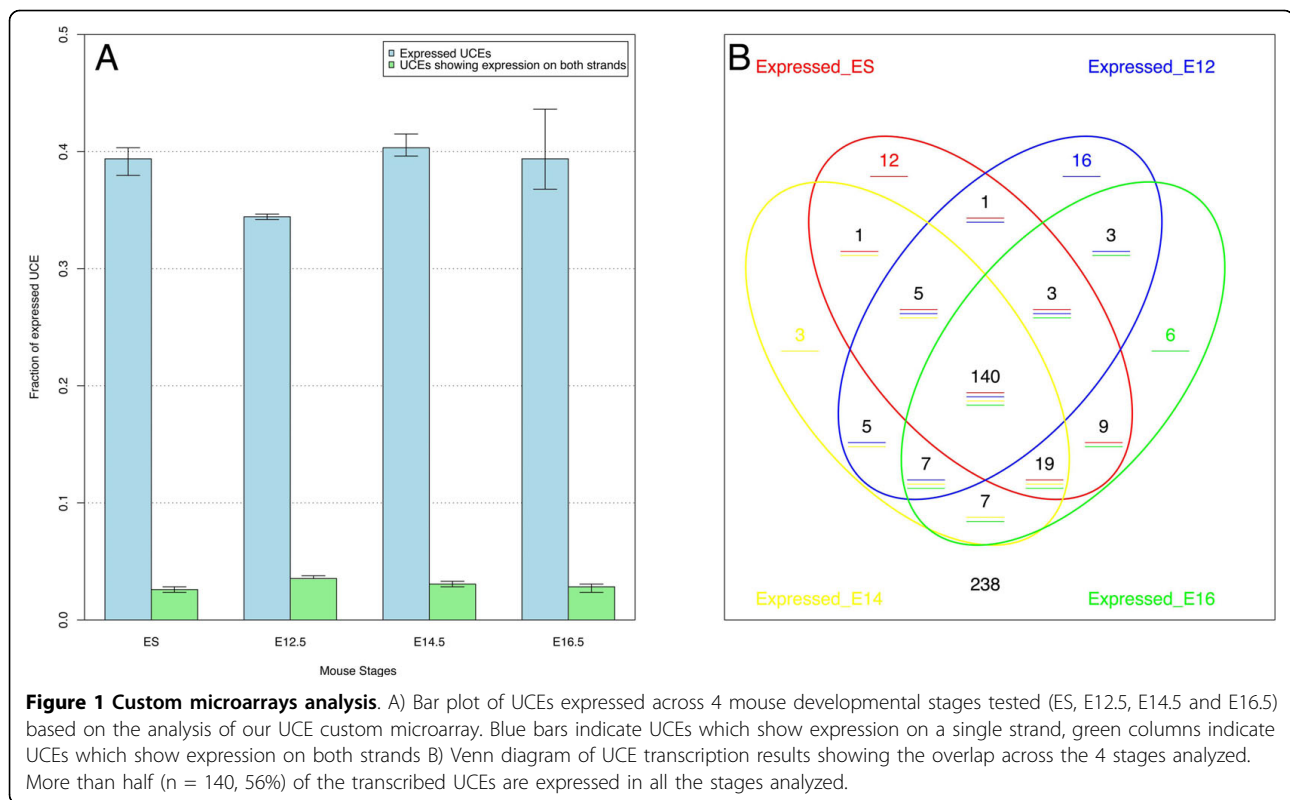 A
Expressed UCEs
UCEs showing expression on both strands
0.5
0.4
0.3
0.2
0.1
0.0
Fraction of expressed UCE
ES
E12.5
E14.5
E16.5
Mouse Stages
B
Expressed_ES
Expressed_E12
12
16
1
1
3
5
3
3
6
140
5
9
7
19
7
238
Expressed_E14
Expressed_E16
Figure 1 Custom microarrays analysis. A) Bar plot of UCEs expressed across 4 mouse developmental stages tested (ES, E12.5, E14.5 and E16.5)
based on the analysis of our UCE custom microarray. Blue bars indicate UCEs which show expression on a single strand, green columns indicate
UCEs which show expression on both strands B) Venn diagram of UCE transcription results showing the overlap across the 4 stages analyzed.
More than half (n = 140, 56%) of the transcribed UCEs are expressed in all the stages analyzed.